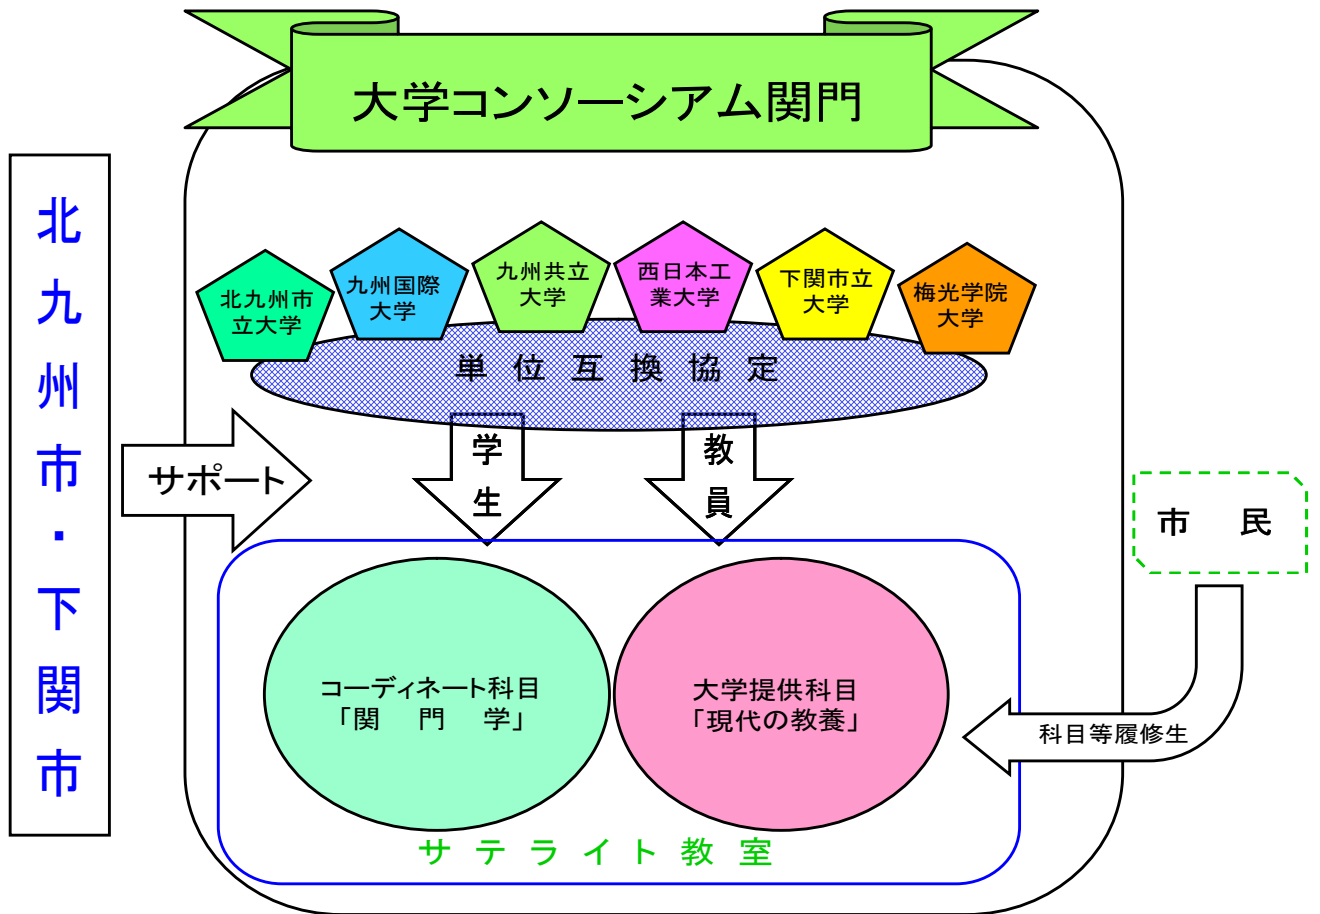 大学コンソーシアム関門
北九州市・下関市
北九州市
立大学
九州国際
大学
九州共立
大学
西日本工
業大学
下関市立
大学
梅光学院
大学
単位互換協定
サポート
学生
教員
市 民
コーディネート科目
「関 門 学」
大学提供科目
「現代の教養」
科目等履修生
サテライト教室